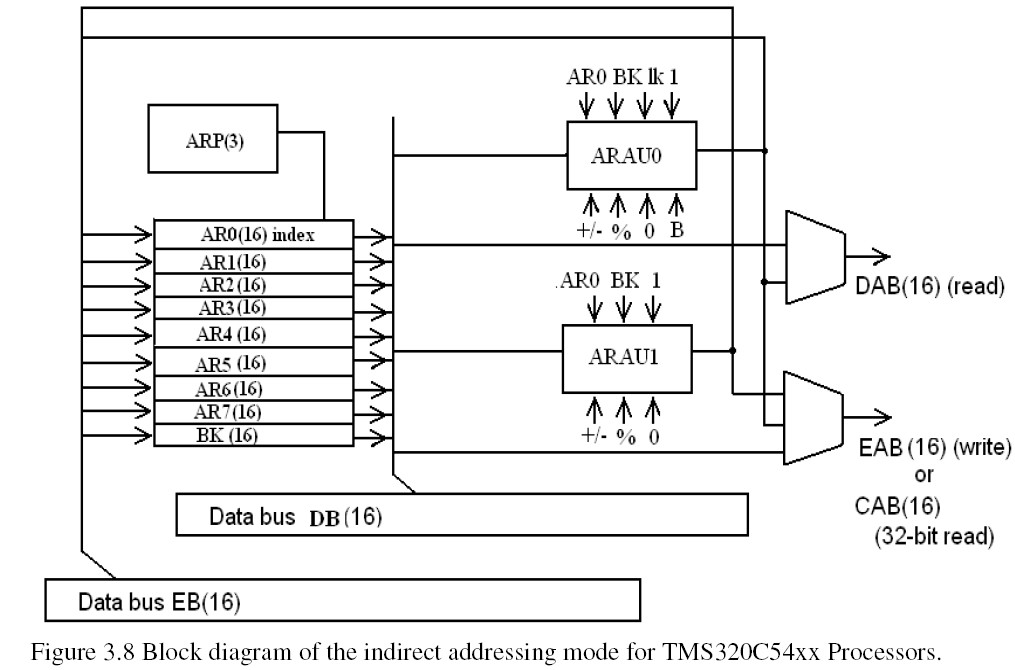 AR0 BK lk 1
ARP(3)
ARAU0
+/- % 0 B
AR0(16) index
AR1(16)
AR2(16)
AR3(16)
AR4(16)
AR5 (16)
AR6(16)
AR7(16)
BK (16)
DAB(16) (read)
.AR0 BK 1
ARAU1
+/- % 0
EAB (16) (write)
or
CAB(16)
(32-bit read)
Data bus DB (16)
Data bus EB(16)
Figure 3.8 Block diagram of the indirect addressing mode for TMS320C54xx Processors.